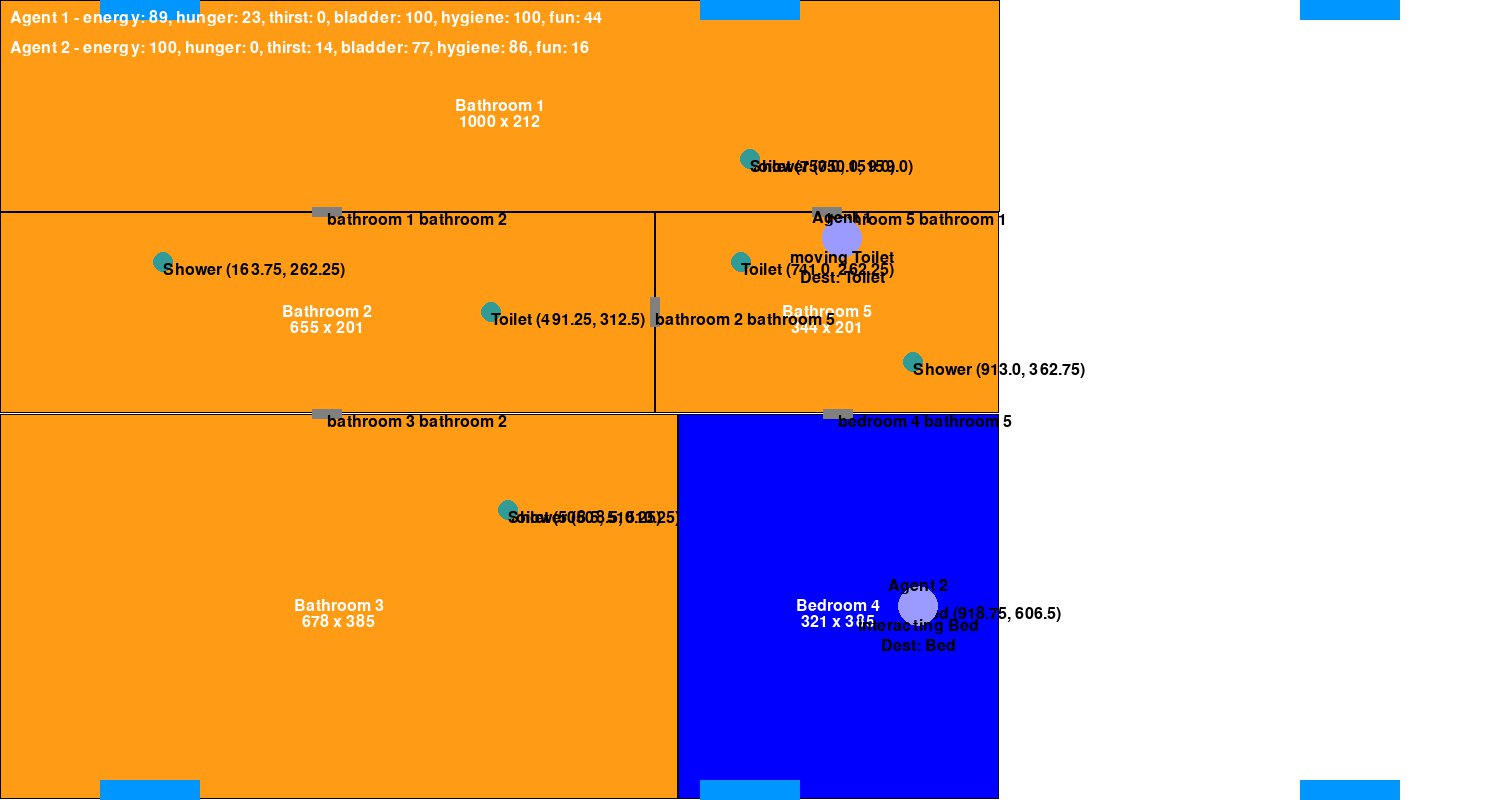 Agent 1 - energy: 89, hunger: 23, thirst: 0, bladder: 100, hygiene: 100, fun: 44
Agent 2 - energy: 100, hunger: 0, thirst: 14, bladder: 77, hygiene: 86, fun: 16
Bathroom 1
1000 x 212
bathroom 1 bathroom 2
Agent 1
bathroom 1
moving Toilet
Dest: Toilet
Shower (163.75, 262.25)
Toilet (741.0, 262.25)
Bathroom 2
655 x 201
Toilet (491.25, 312.5)
bathroom 2 bathroom 5
Bathroom 5
344 x 201
Shower (913.0, 362.75)
bathroom 3 bathroom 2
bedroom 4 bathroom 5
Bathroom 3
678 x 385
Bedroom 4
321 x 385
Agent 2
(918.75, 606.5)
interacting Bed
Dest: Bed